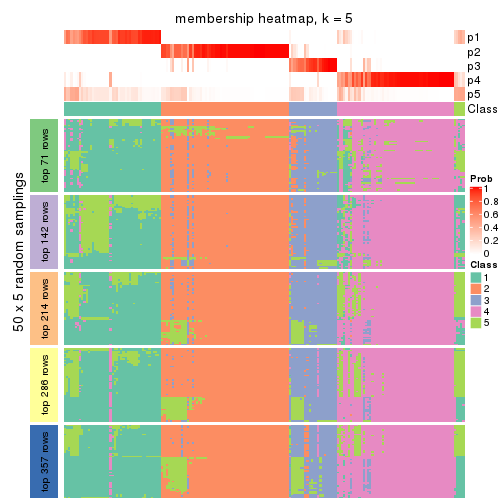 membership heatmap, k = 5
p1
p2
p3
p4
p5
Class
50 x 5 random samplings
top 71 rows
top 142 rows
top 214 rows
top 286 rows
top 357 rows
Prob
1
0.8
0.6
0.4
0.2
0
Class
1
2
3
4
5